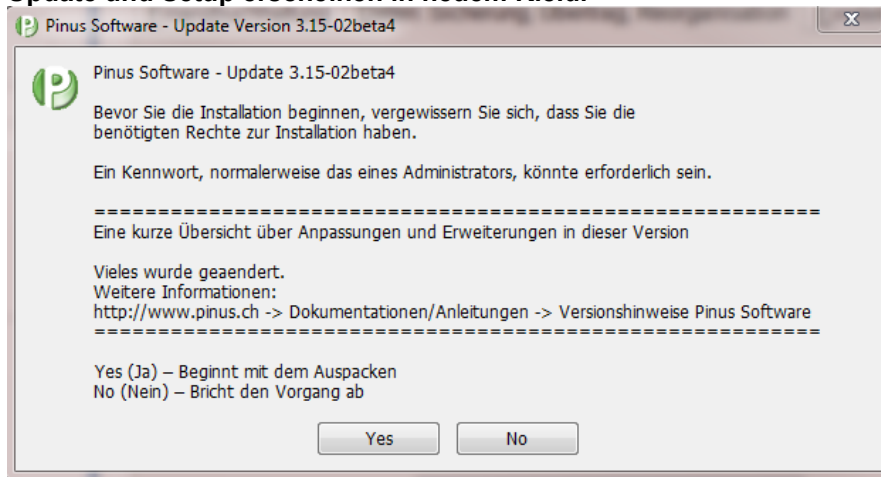 Update und Setup erscheinen in neuem Kleid.
Pinus Software - Update Version 3.15-02beta4
Pinus Software - Update 3.15-02beta4
Bevor Sie die Installation beginnen, vergewissern Sie sich, dass Sie die
benötigten Rechte zur Installation haben.
Ein Kennwort, normalerweise das eines Administrators, könnte erforderlich sein.
=========================================================
Eine kurze Übersicht über Anpassungen und Erweiterungen in dieser Version
Vieles wurde geaendert.
Weitere Informationen:
http://www.pinus.ch -> Dokumentationen/Anleitungen -> Versionshinweise Pinus Software
=========================================================
Yes (Ja) – Beginnt mit dem Auspacken
No (Nein) – Bricht den Vorgang ab
Yes No